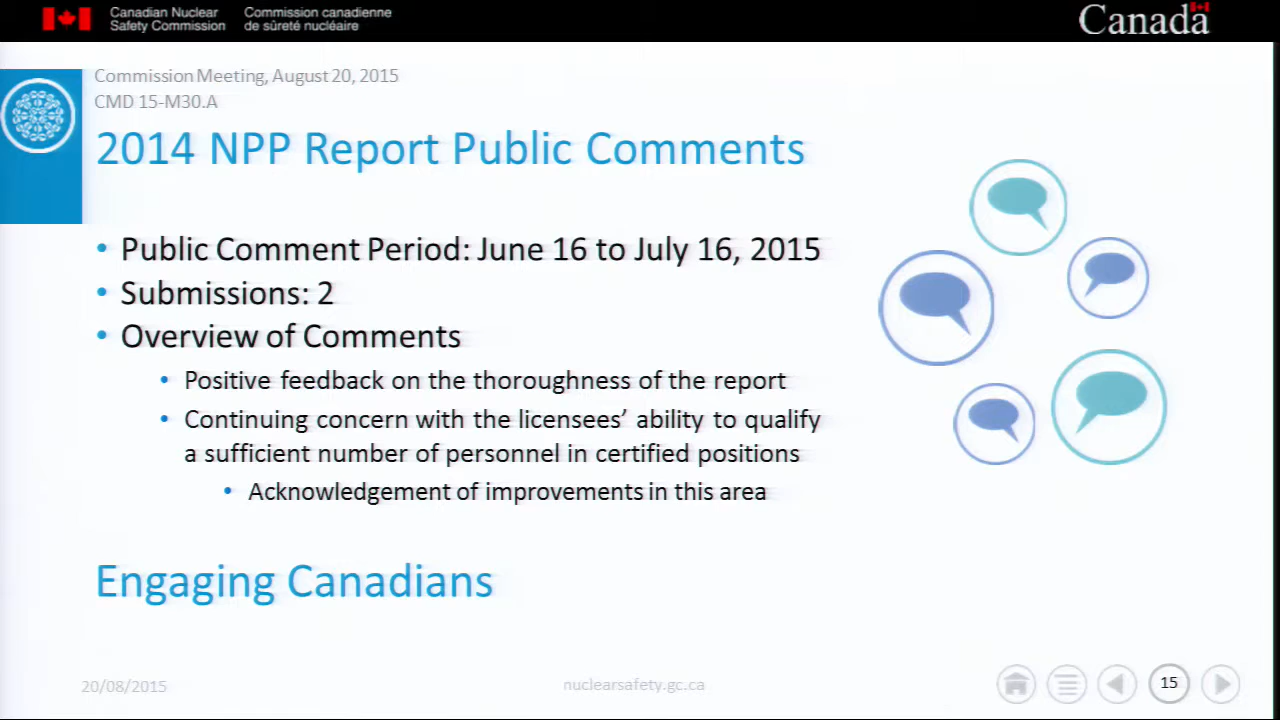 Canadian Nuclear
Safety Commission
Commission canadienne
de sûreté nucléaire
Canada
Commission Meeting, August 20, 2015
CMD 15-M30.A
2014 NPP Report Public Comments
• Public Comment Period: June 16 to July 16, 2015
• Submissions: 2
• Overview of Comments
• Positive feedback on the thoroughness of the report
• Continuing concern with the licensees’ ability to qualify
a sufficient number of personnel in certified positions
• Acknowledgement of improvements in this area
Engaging Canadians
20/08/2015
nuclearsafety.gc.ca
15